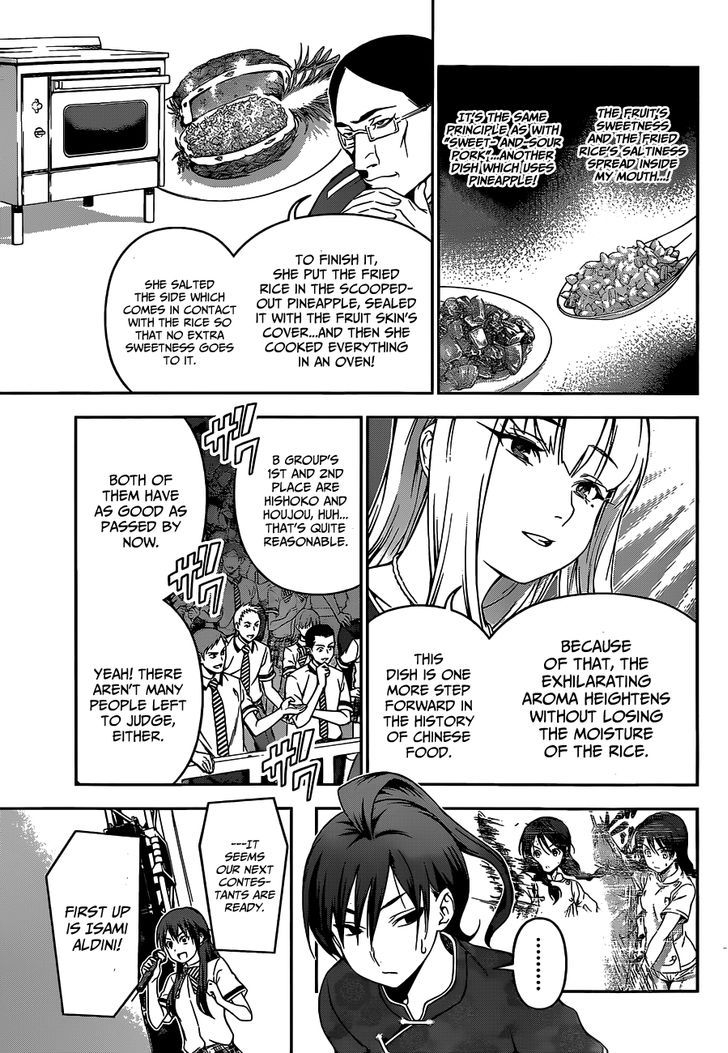 THE FRUIT'S
SWEETNESS
AND THE FRIED
RICE'S SALTINESS
SPREAD INSIDE
MY MOUTH...!
IT'S THE SAME
PRINCIPLE AS WITH
"SWEET-AND-SOUR
PORK"...ANOTHER
DISH WHICH USES
PINEAPPLE!
TO FINISH IT,
SHE PUT THE FRIED
RICE IN THE SCOOPED-
OUT PINEAPPLE, SEALED
IT WITH THE FRUIT SKIN'S
COVER...AND THEN SHE
COOKED EVERYTHING
IN AN OVEN!
SHE SALTED
THE SIDE WHICH
COMES IN CONTACT
WITH THE RICE SO
THAT NO EXTRA
SWEETNESS GOES
TO IT.
BECAUSE
OF THAT, THE
EXHILARATING
AROMA HEIGHTENS
WITHOUT LOSING
THE MOISTURE
OF THE RICE.
THIS
DISH IS ONE
MORE STEP
FORWARD IN
THE HISTORY
OF CHINESE
FOOD.
ザワ
B GROUP'S
1ST AND 2ND
PLACE ARE
HISHOKO AND
HOUJOU, HUH...
THAT'S QUITE
REASONABLE.
ザワ
BOTH OF
THEM HAVE
AS GOOD AS
PASSED BY
NOW.
YEAH! THERE
AREN'T MANY
PEOPLE LEFT
TO JUDGE,
EITHER.
.........
---IT
SEEMS
OUR NEXT
CONTES-
TANTS ARE
READY.
FIRST UP
IS ISAMI
ALDINI!